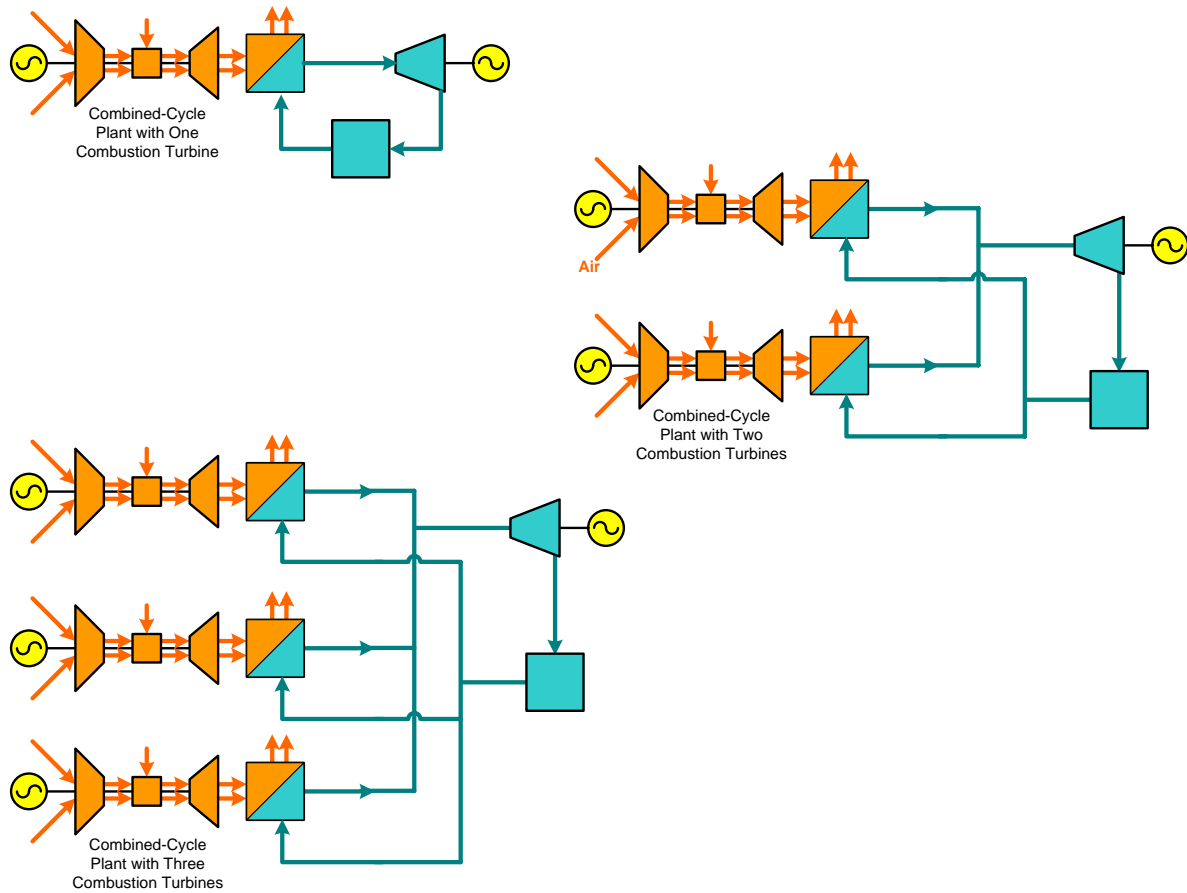 Combined-Cycle
Plant with One
Combustion Turbine
Air
Combined-Cycle
Plant with Two
Combustion Turbines
Combined-Cycle
Plant with Three
Combustion Turbines